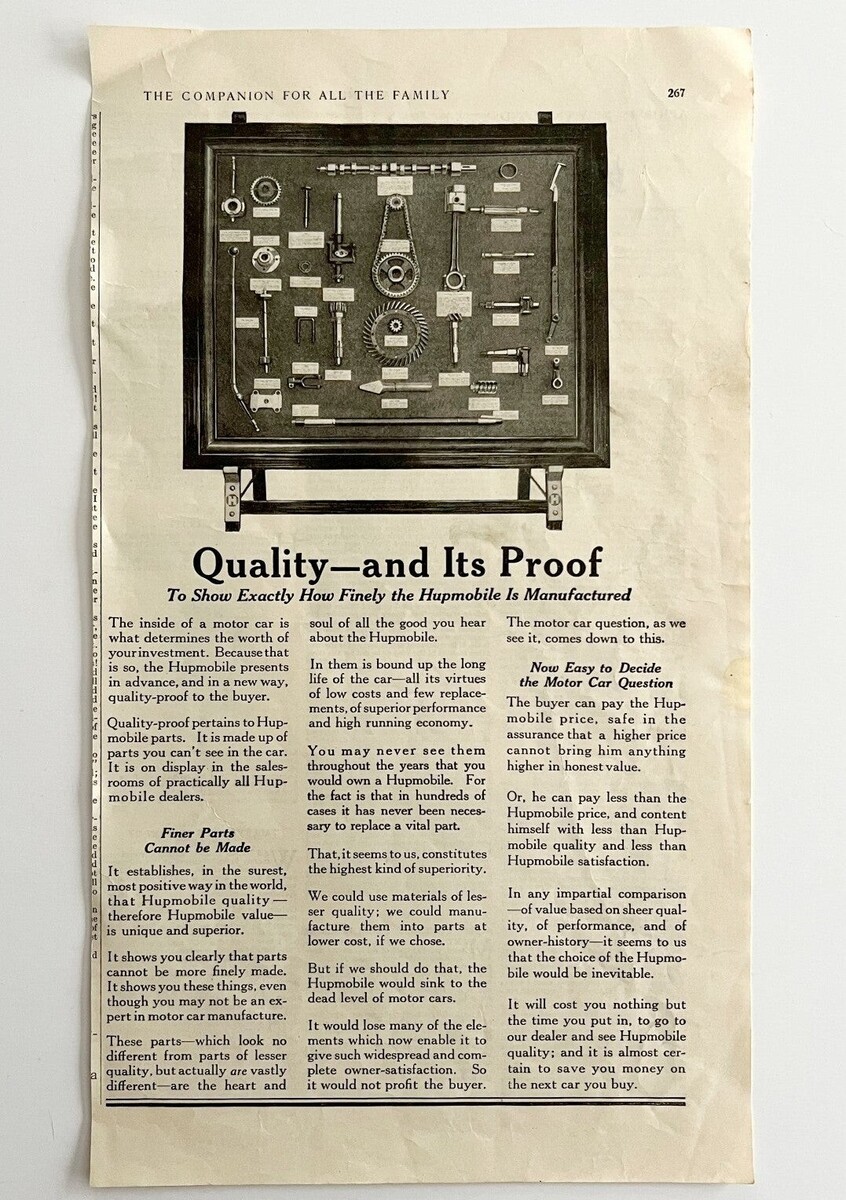 THE COMPANION FOR ALL THE FAMILY
267
Quality—and Its Proof
To Show Exactly How Finely the Hupmobile Is Manufactured
The inside of a motor car is
what determines the worth of
your investment. Because that
is so, the Hupmobile presents
in advance, and in a new way,
quality-proof to the buyer.
Quality-proof pertains to Hup-
mobile parts. It is made up of
parts you can't see in the car.
It is on display in the sales-
rooms of practically all Hup-
mobile dealers.
Finer Parts
Cannot be Made
It establishes, in the surest,
most positive way in the world,
that Hupmobile quality—
therefore Hupmobile value—
is unique and superior.
It shows you clearly that parts
cannot be more finely made.
It shows you these things, even
though you may not be an ex-
pert in motor car manufacture.
These parts—which look no
different from parts of lesser
quality, but actually are vastly
different—are the heart and
soul of all the good you hear
about the Hupmobile.
In them is bound up the long
life of the car—all its virtues
of low costs and few replace-
ments, of superior performance
and high running economy.
You may never see them
throughout the years that you
would own a Hupmobile. For
the fact is that in hundreds of
cases it has never been neces-
sary to replace a vital part.
That, it seems to us, constitutes
the highest kind of superiority.
We could use materials of les-
ser quality; we could manu-
facture them into parts at
lower cost, if we chose.
But if we should do that, the
Hupmobile would sink to the
dead level of motor cars.
It would lose many of the ele-
ments which now enable it to
give such widespread and com-
plete owner-satisfaction. So
it would not profit the buyer.
The motor car question, as we
see it, comes down to this.
Now Easy to Decide
the Motor Car Question
The buyer can pay the Hup-
mobile price, safe in the
assurance that a higher price
cannot bring him anything
higher in honest value.
Or, he can pay less than the
Hupmobile price, and content
himself with less than Hup-
mobile quality and less than
Hupmobile satisfaction.
In any impartial comparison
—of value based on sheer qual-
ity, of performance, and of
owner-history—it seems to us
that the choice of the Hupmo-
bile would be inevitable.
It will cost you nothing but
the time you put in, to go to
our dealer and see Hupmobile
quality; and it is almost cer-
tain to save you money on
the next car you buy.